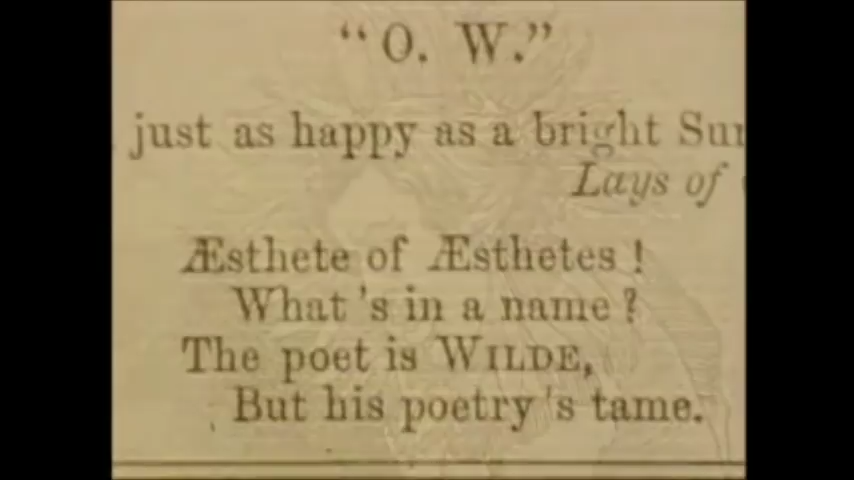 “O. W.”
just as happy as a bright
Lays of
Æsthete of Æsthetes !
What 's in a name ?
The poet is WILDE,
But his poetry 's tame.